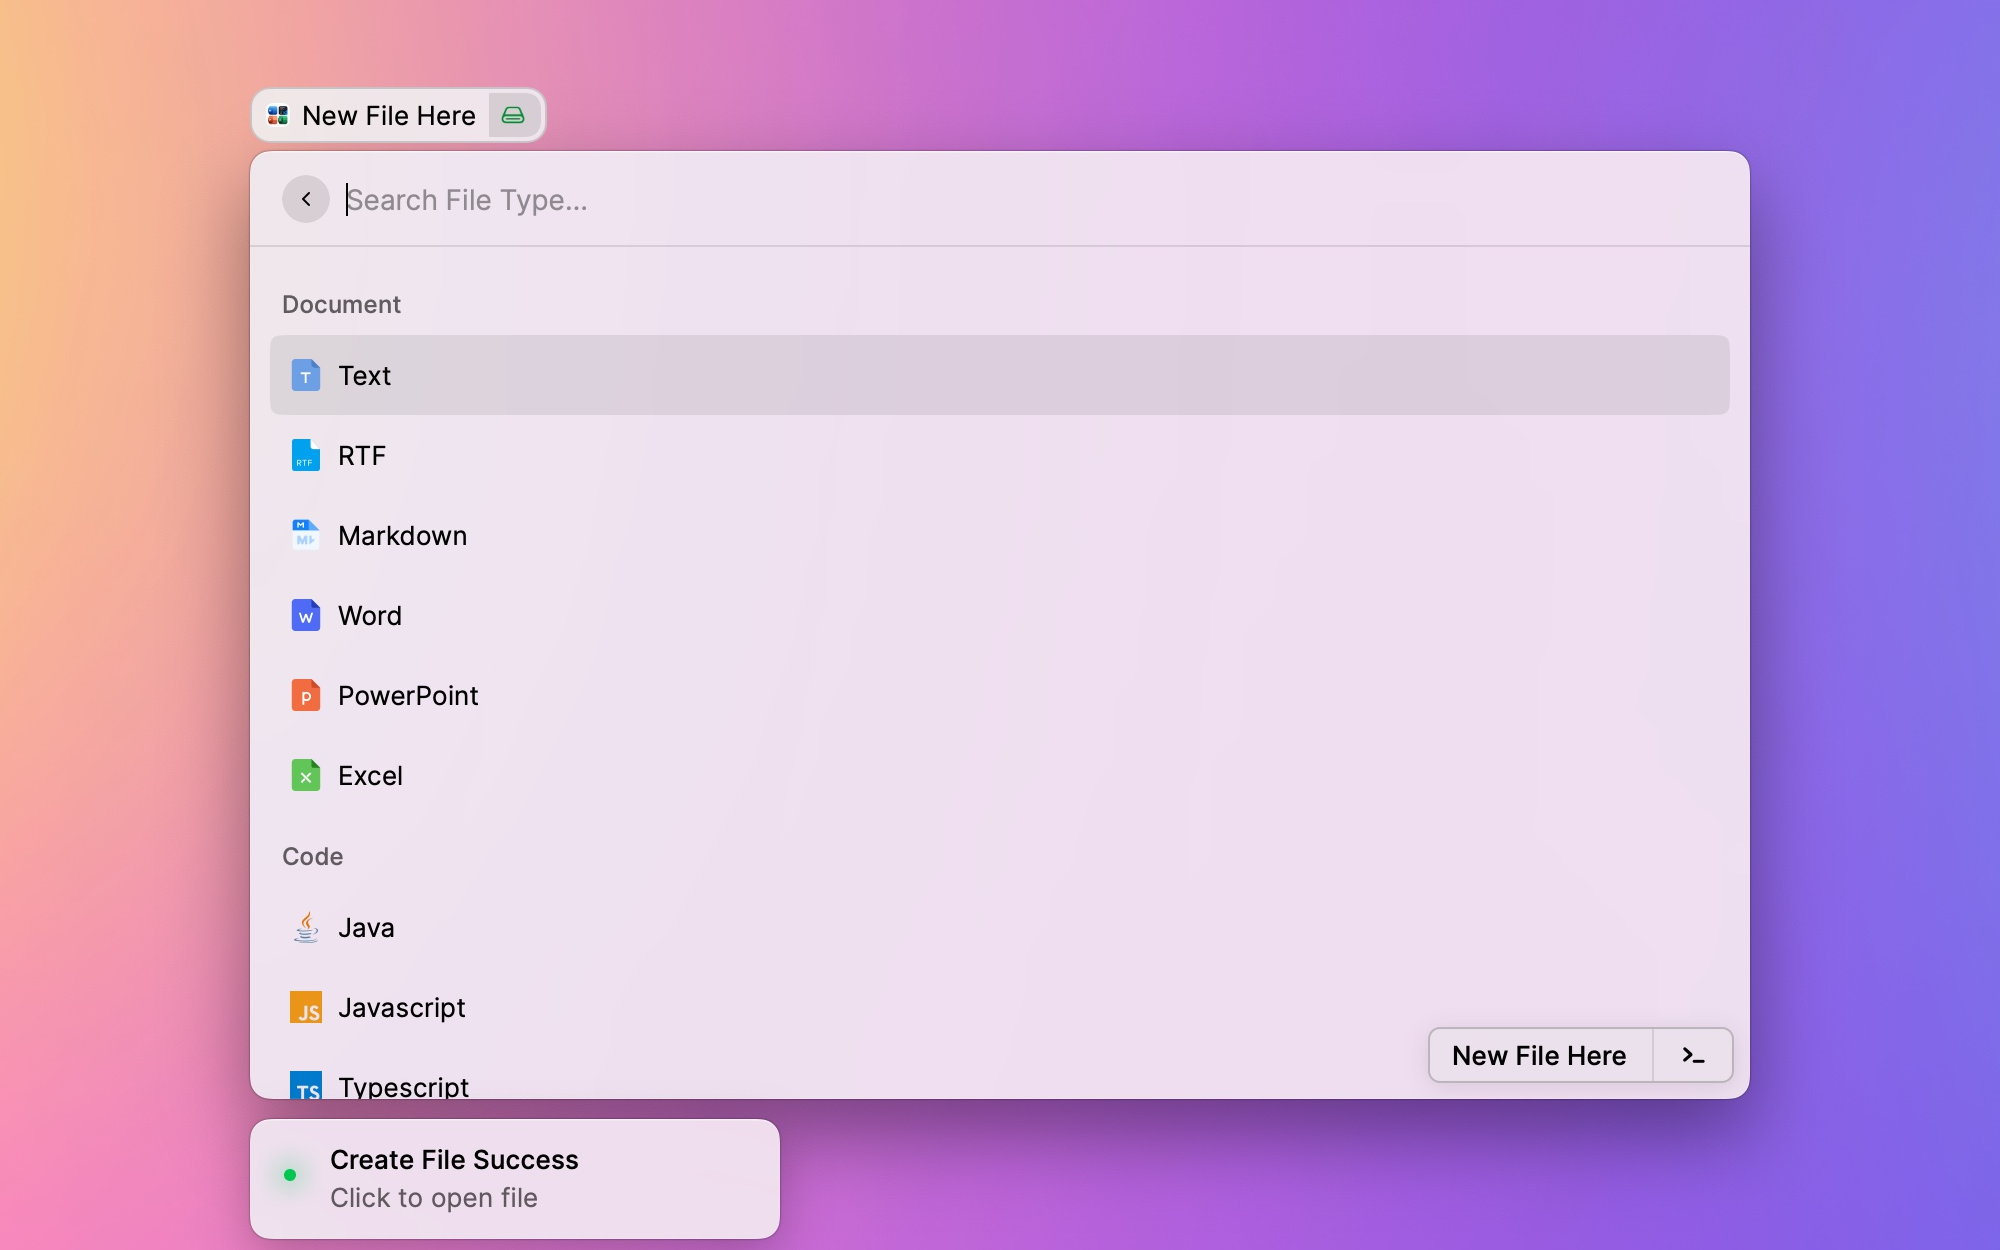 New File Here
Search File Type...
Document
T Text
RTF RTF
M
Markdown
W Word
P PowerPoint
X Excel
Code
Java
JS Javascript
TS Typescript
New File Here >_
Create File Success
Click to open file